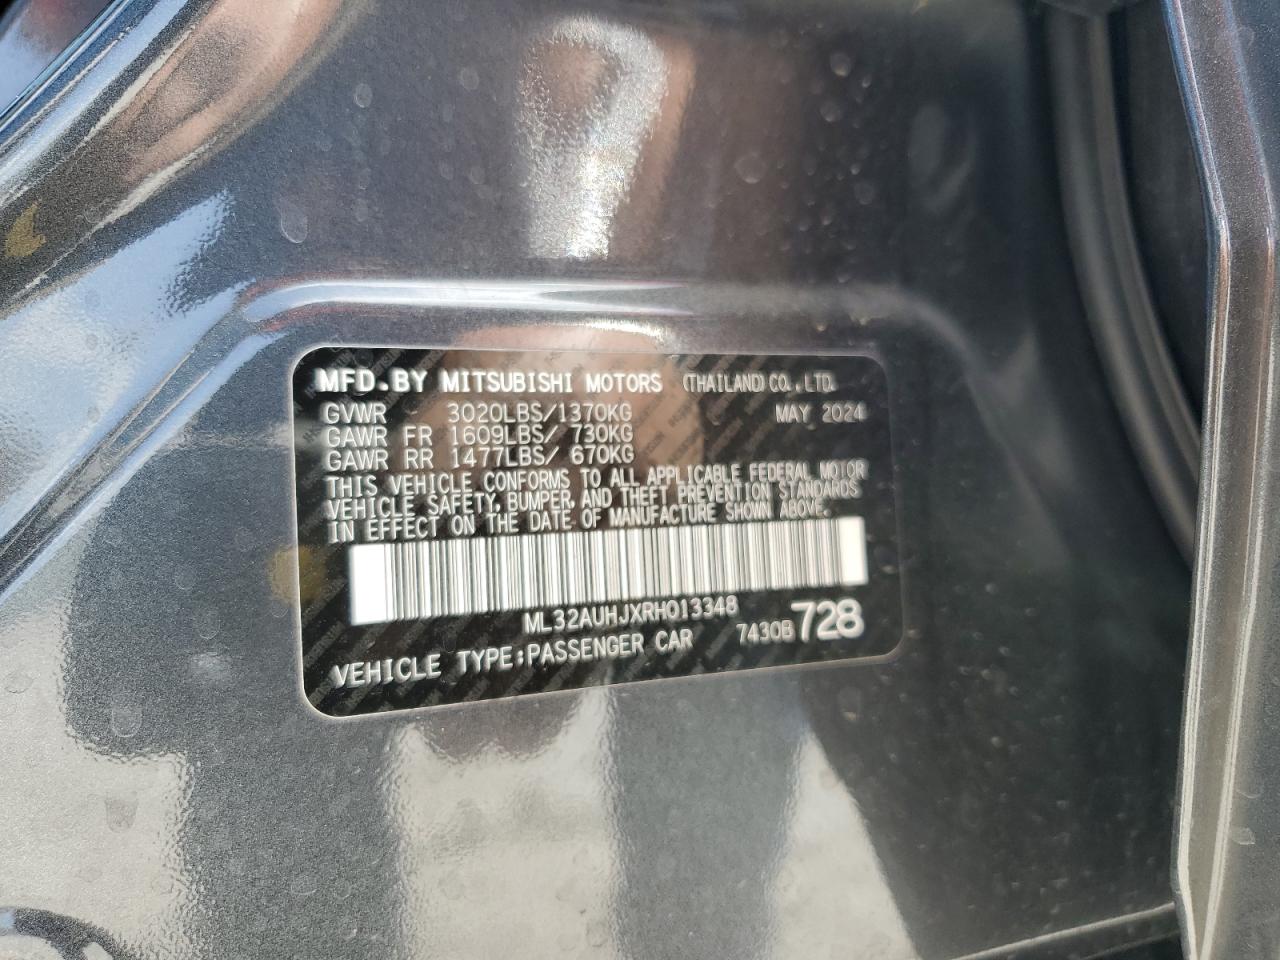 MFD.BY MITSUBISHI MOTORS (THAILAND) CO.,LTD.
GVWR 3020LBS/1370KG MAY 2024
GAWR FR 1609LBS/ 730KG
GAWR RR 1477LBS/ 670KG
THIS VEHICLE CONFORMS TO ALL APPLICABLE FEDERAL MOTOR
VEHICLE SAFETY, BUMPER, AND THEFT PREVENTION STANDARDS
IN EFFECT ON THE DATE OF MANUFACTURE SHOWN ABOVE.
ML32AUHJXRH013348
VEHICLE TYPE:PASSENGER CAR 7430B 728